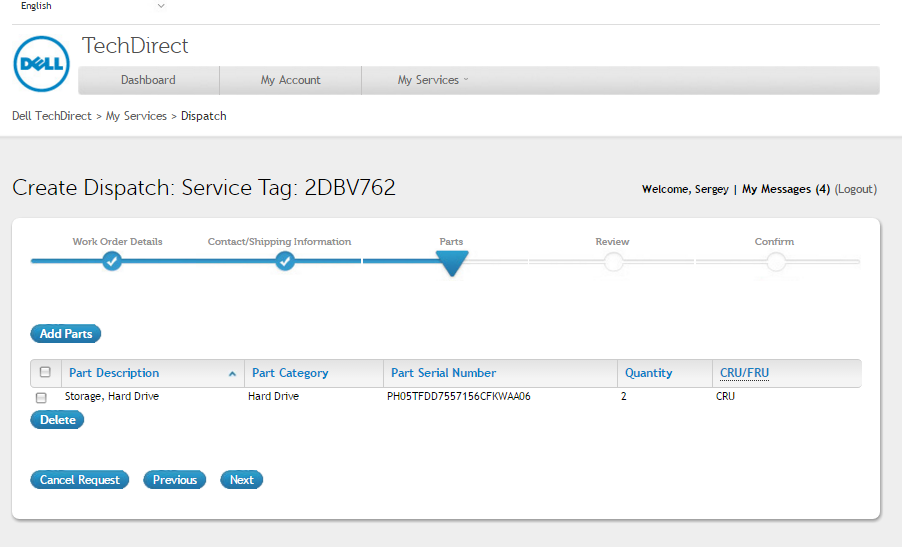 English
DELL
TechDirect
Dashboard My Account My Services
Dell TechDirect > My Services > Dispatch
Create Dispatch: Service Tag: 2DBV762
Welcome, Sergey | My Messages (4) (Logout)
Work Order Details Contact/Shipping Information Parts Review Confirm
Add Parts
Part Description Part Category Part Serial Number Quantity CRU/FRU
Storage, Hard Drive Hard Drive PH05TFDD7557156CFKWAA06 2 CRU
Delete
Cancel Request Previous Next